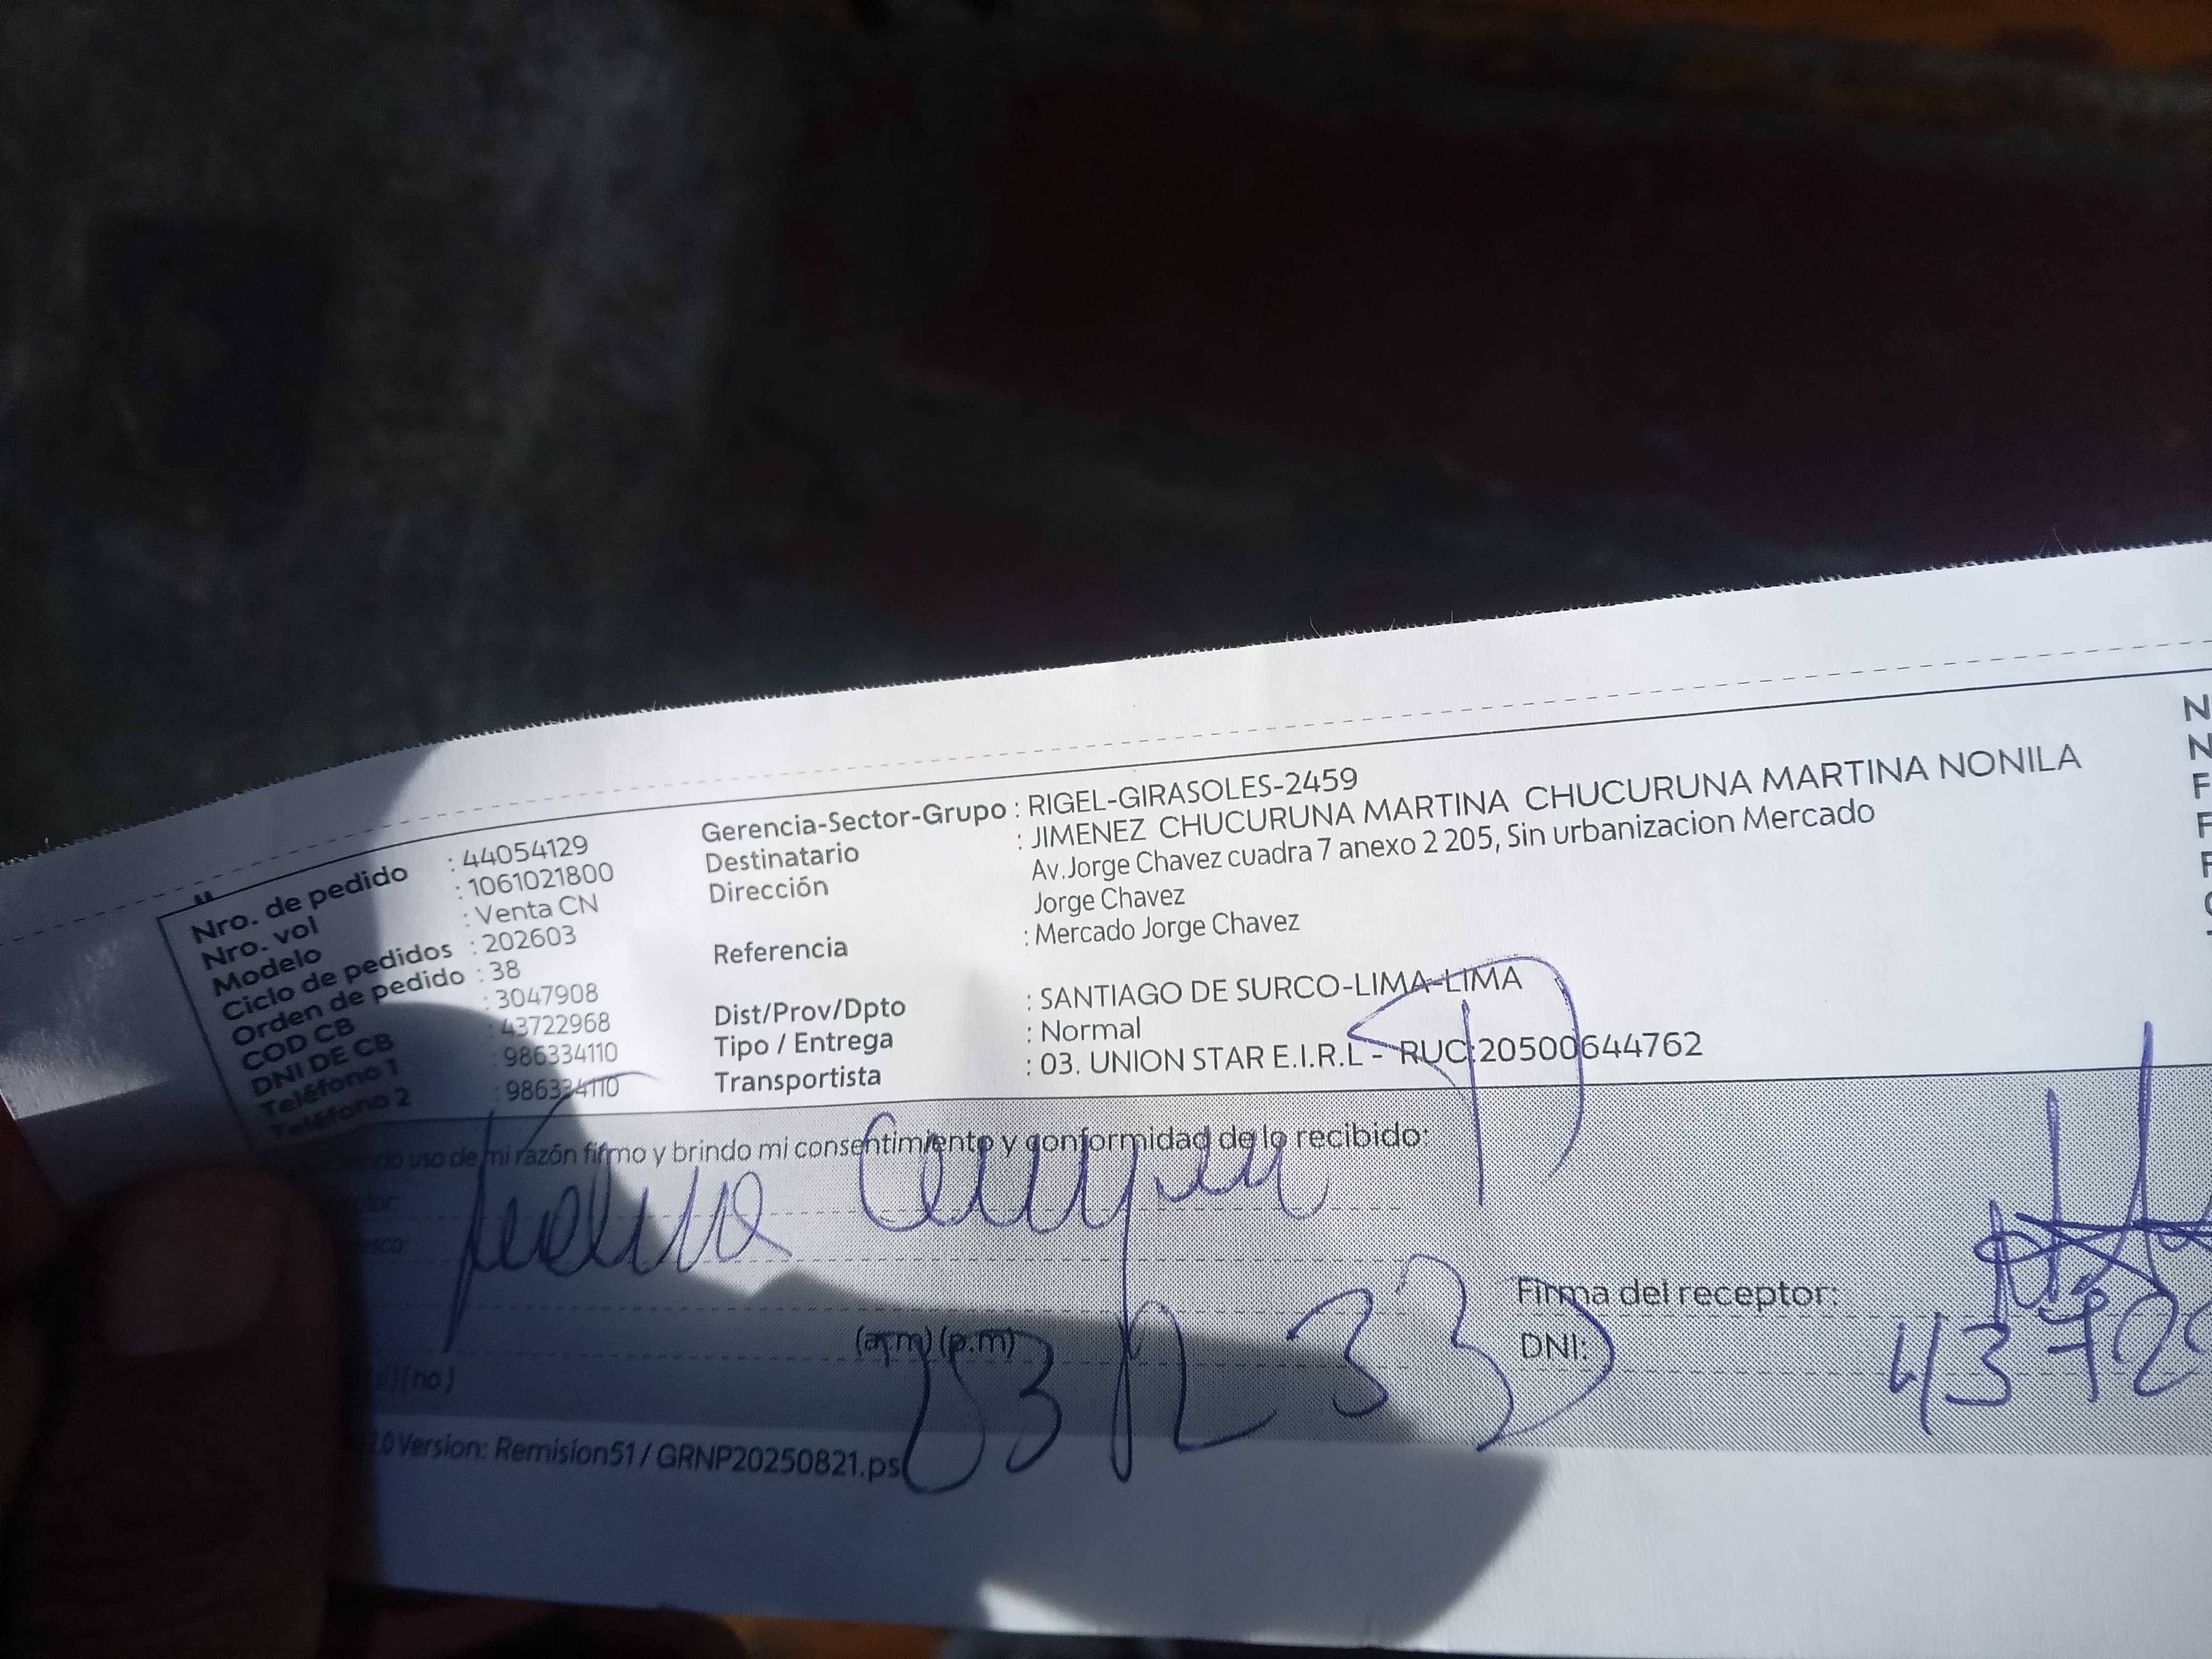 Nro. de pedido : 44054129
Nro. vol : 1061021800
Modelo : Venta CN
Ciclo de pedidos : 202603
Orden de pedido : 38
COD CB : 3047908
DNI DE CB : 43722968
Teléfono 1 : 986334110
Teléfono 2 : 986334110
Gerencia-Sector-Grupo : RIGEL-GIRASOLES-2459
Destinatario : JIMENEZ CHUCURUNA MARTINA CHUCURUNA MARTINA NONILA
Dirección Av.Jorge Chavez cuadra 7 anexo 2 205, Sin urbanizacion Mercado
Jorge Chavez
Referencia : Mercado Jorge Chavez
Dist/Prov/Dpto : SANTIAGO DE SURCO-LIMA-LIMA
Tipo / Entrega : Normal
Transportista : 03. UNION STAR E.I.R.L - RUC:20500644762
uso de mi razón firmo y brindo mi consentimiento y conformidad de lo recibido:
(a.m) (p.m)
(no)
Firma del receptor:
DNI: 4372
2.0 Version: Remision51 / GRNP20250821.ps